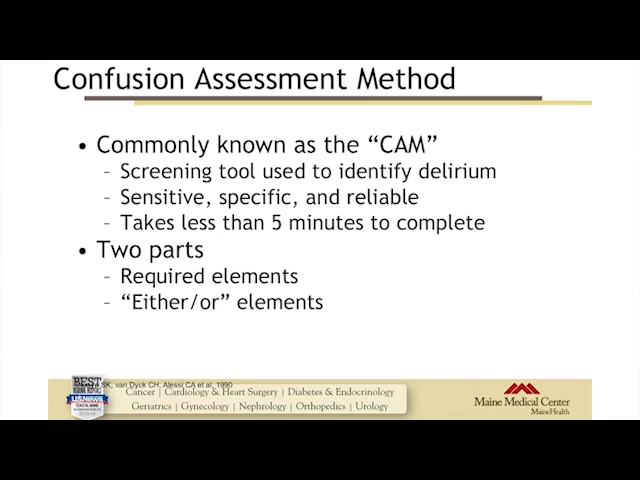 Confusion Assessment Method
• Commonly known as the “CAM”
– Screening tool used to identify delirium
– Sensitive, specific, and reliable
– Takes less than 5 minutes to complete
• Two parts
– Required elements
– “Either/or” elements
BEST
REGIONAL HOSPITALS
U.S.NEWS
SK, van Dyck CH, Alessi CA et al, 1990
Cancer | Cardiology & Heart Surgery | Diabetes & Endocrinology
Geriatrics | Gynecology | Nephrology | Orthopedics | Urology
Maine Medical Center
MaineHealth